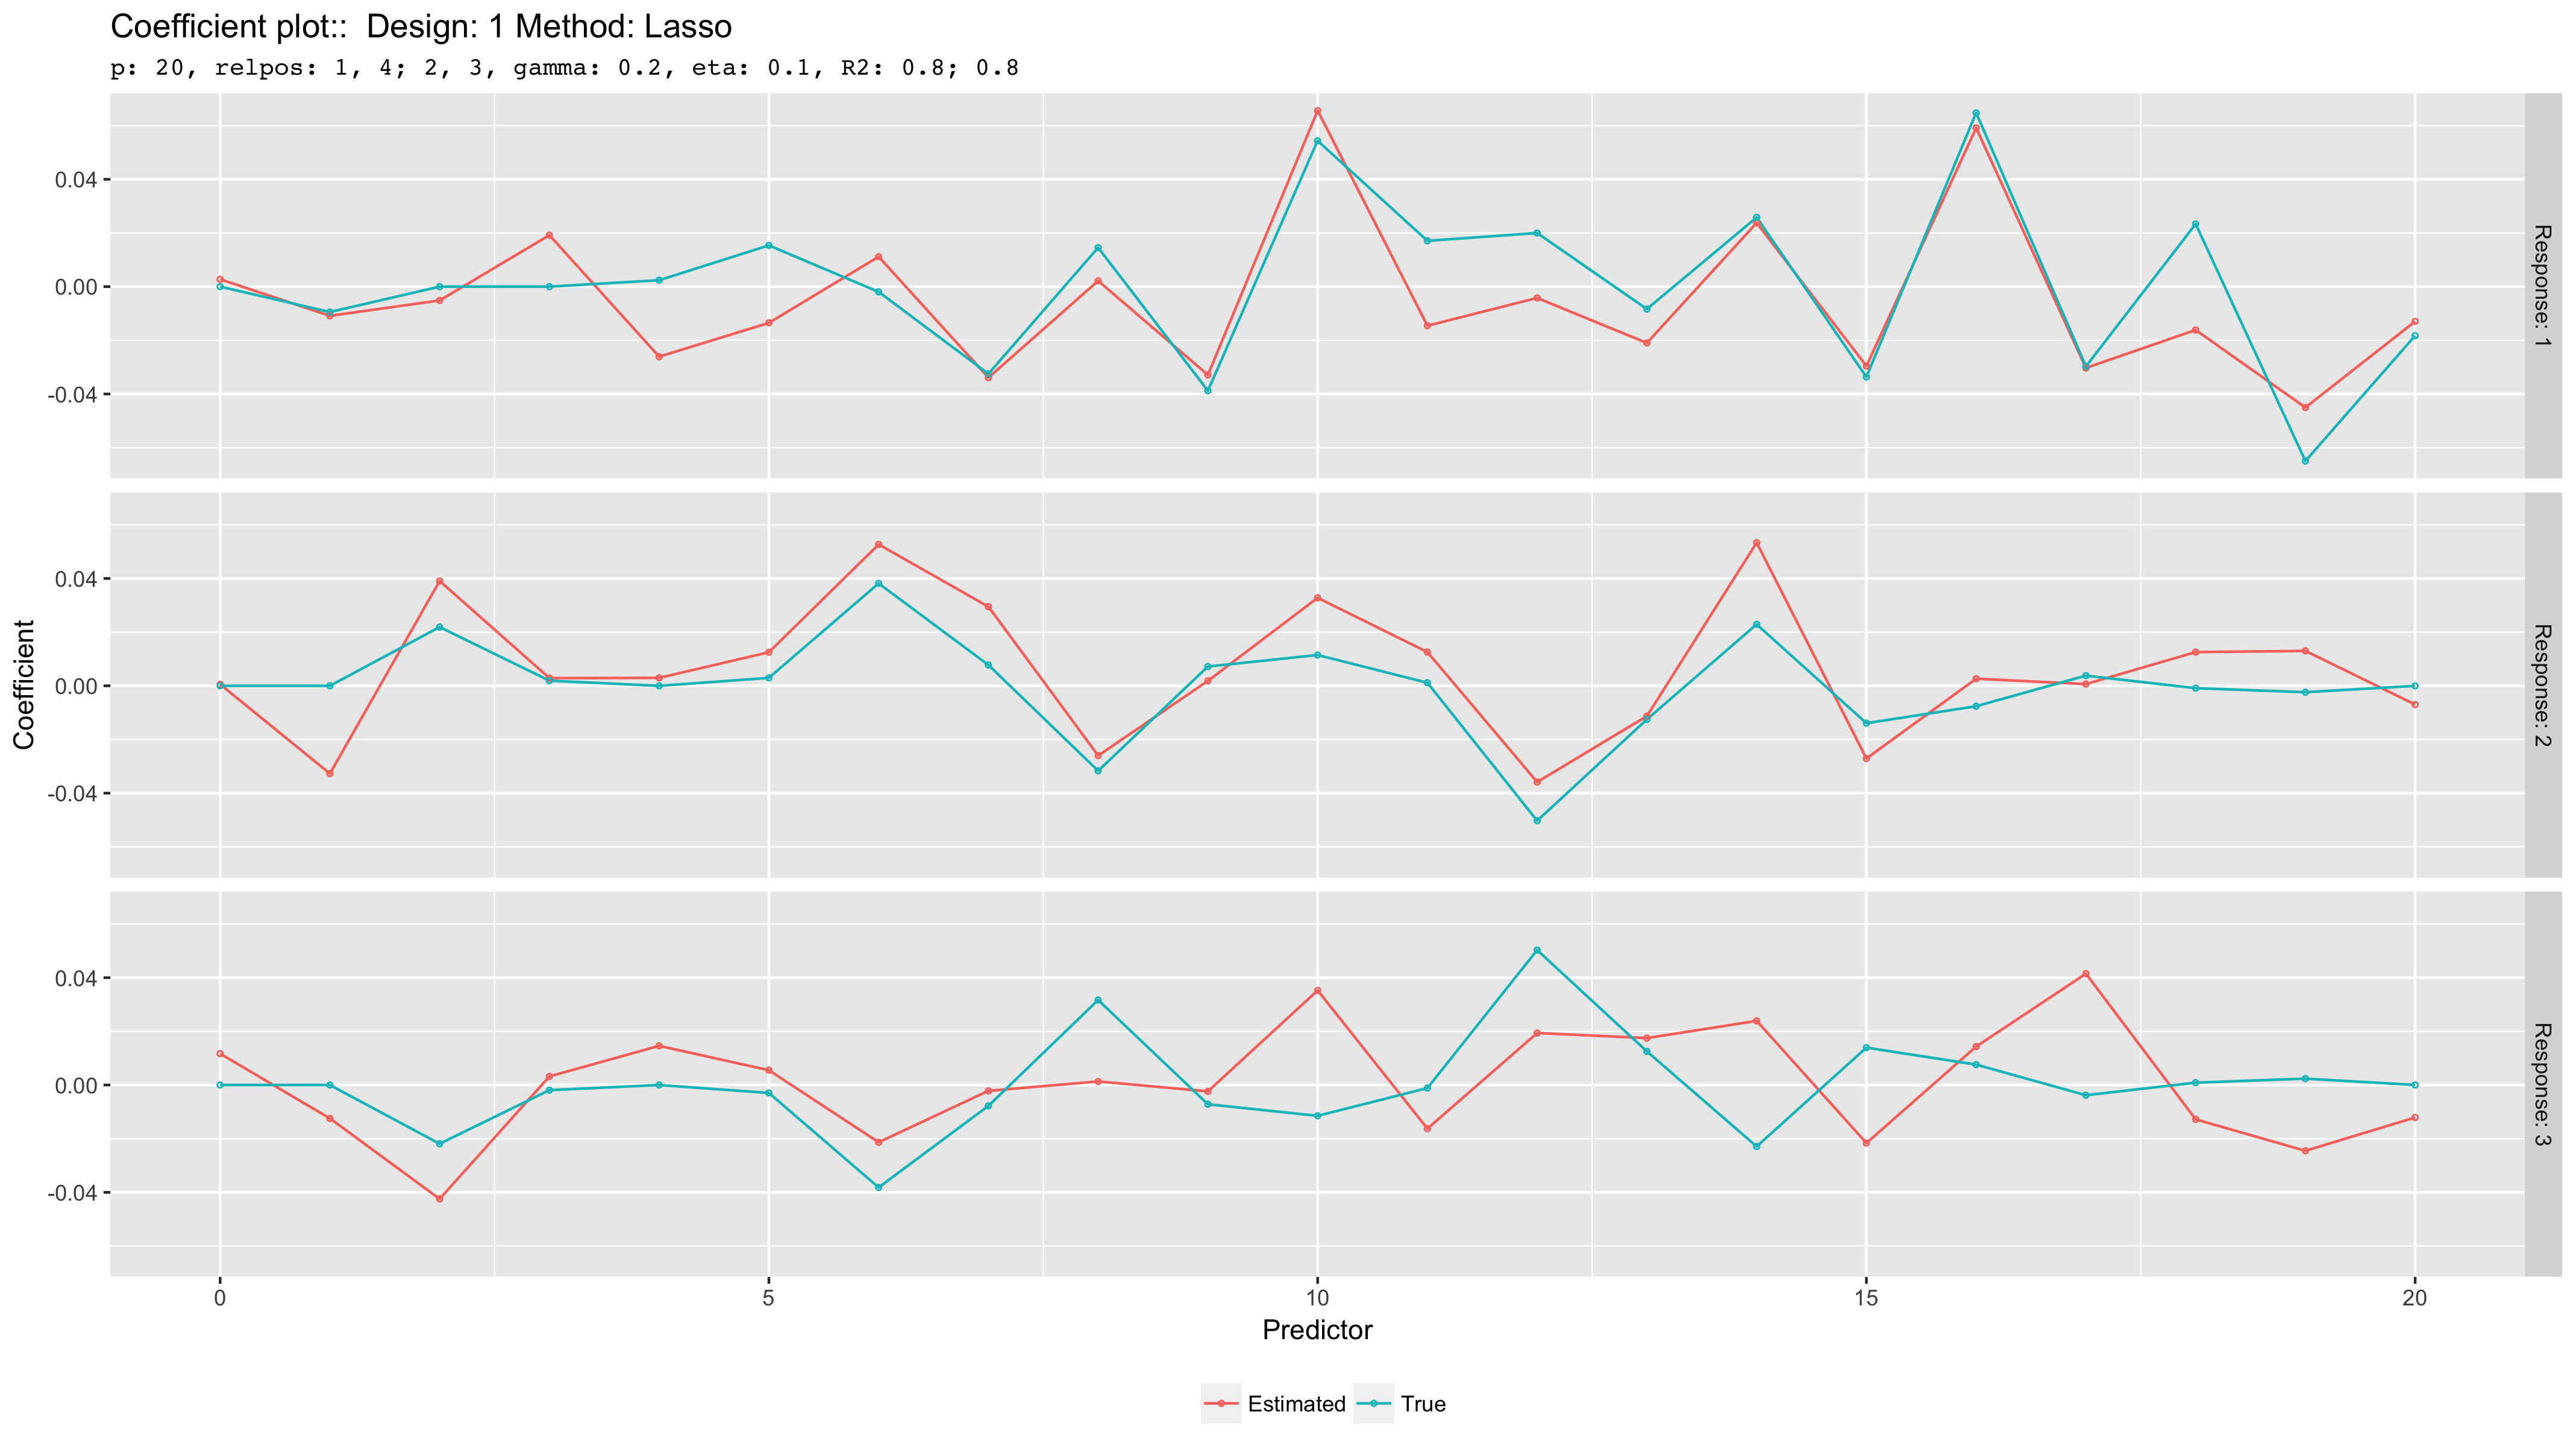 Coefficient plot::  Design: 1 Method: Lasso
p: 20, relpos: 1, 4; 2, 3, gamma: 0.2, eta: 0.1, R2: 0.8; 0.8
Coefficient
0.04
0.00
-0.04
Response: 1
0.04
0.00
-0.04
Response: 2
0.04
0.00
-0.04
Response: 3
0 5 10 15 20
Predictor
Estimated True